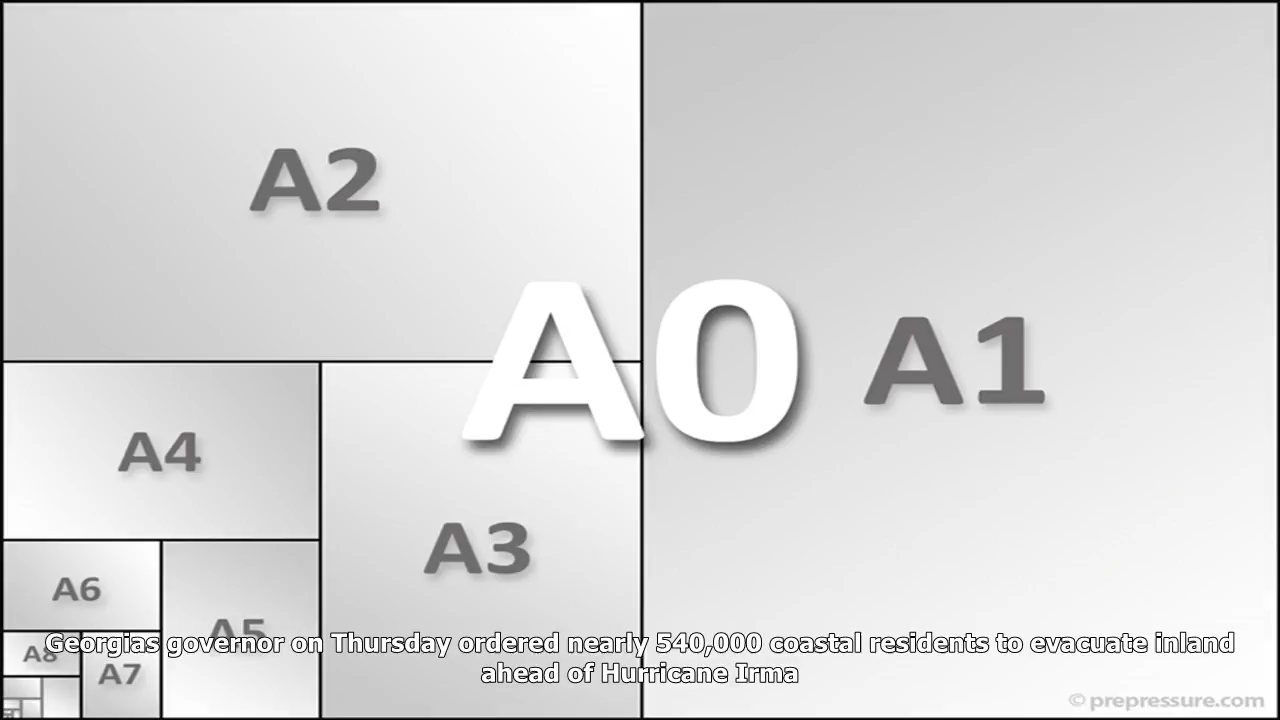 A2
A0
A1
A4
A3
A6
A5
A8
A7
Georgias governor on Thursday ordered nearly 540,000 coastal residents to evacuate inland
ahead of Hurricane Irma
© prepressure.com